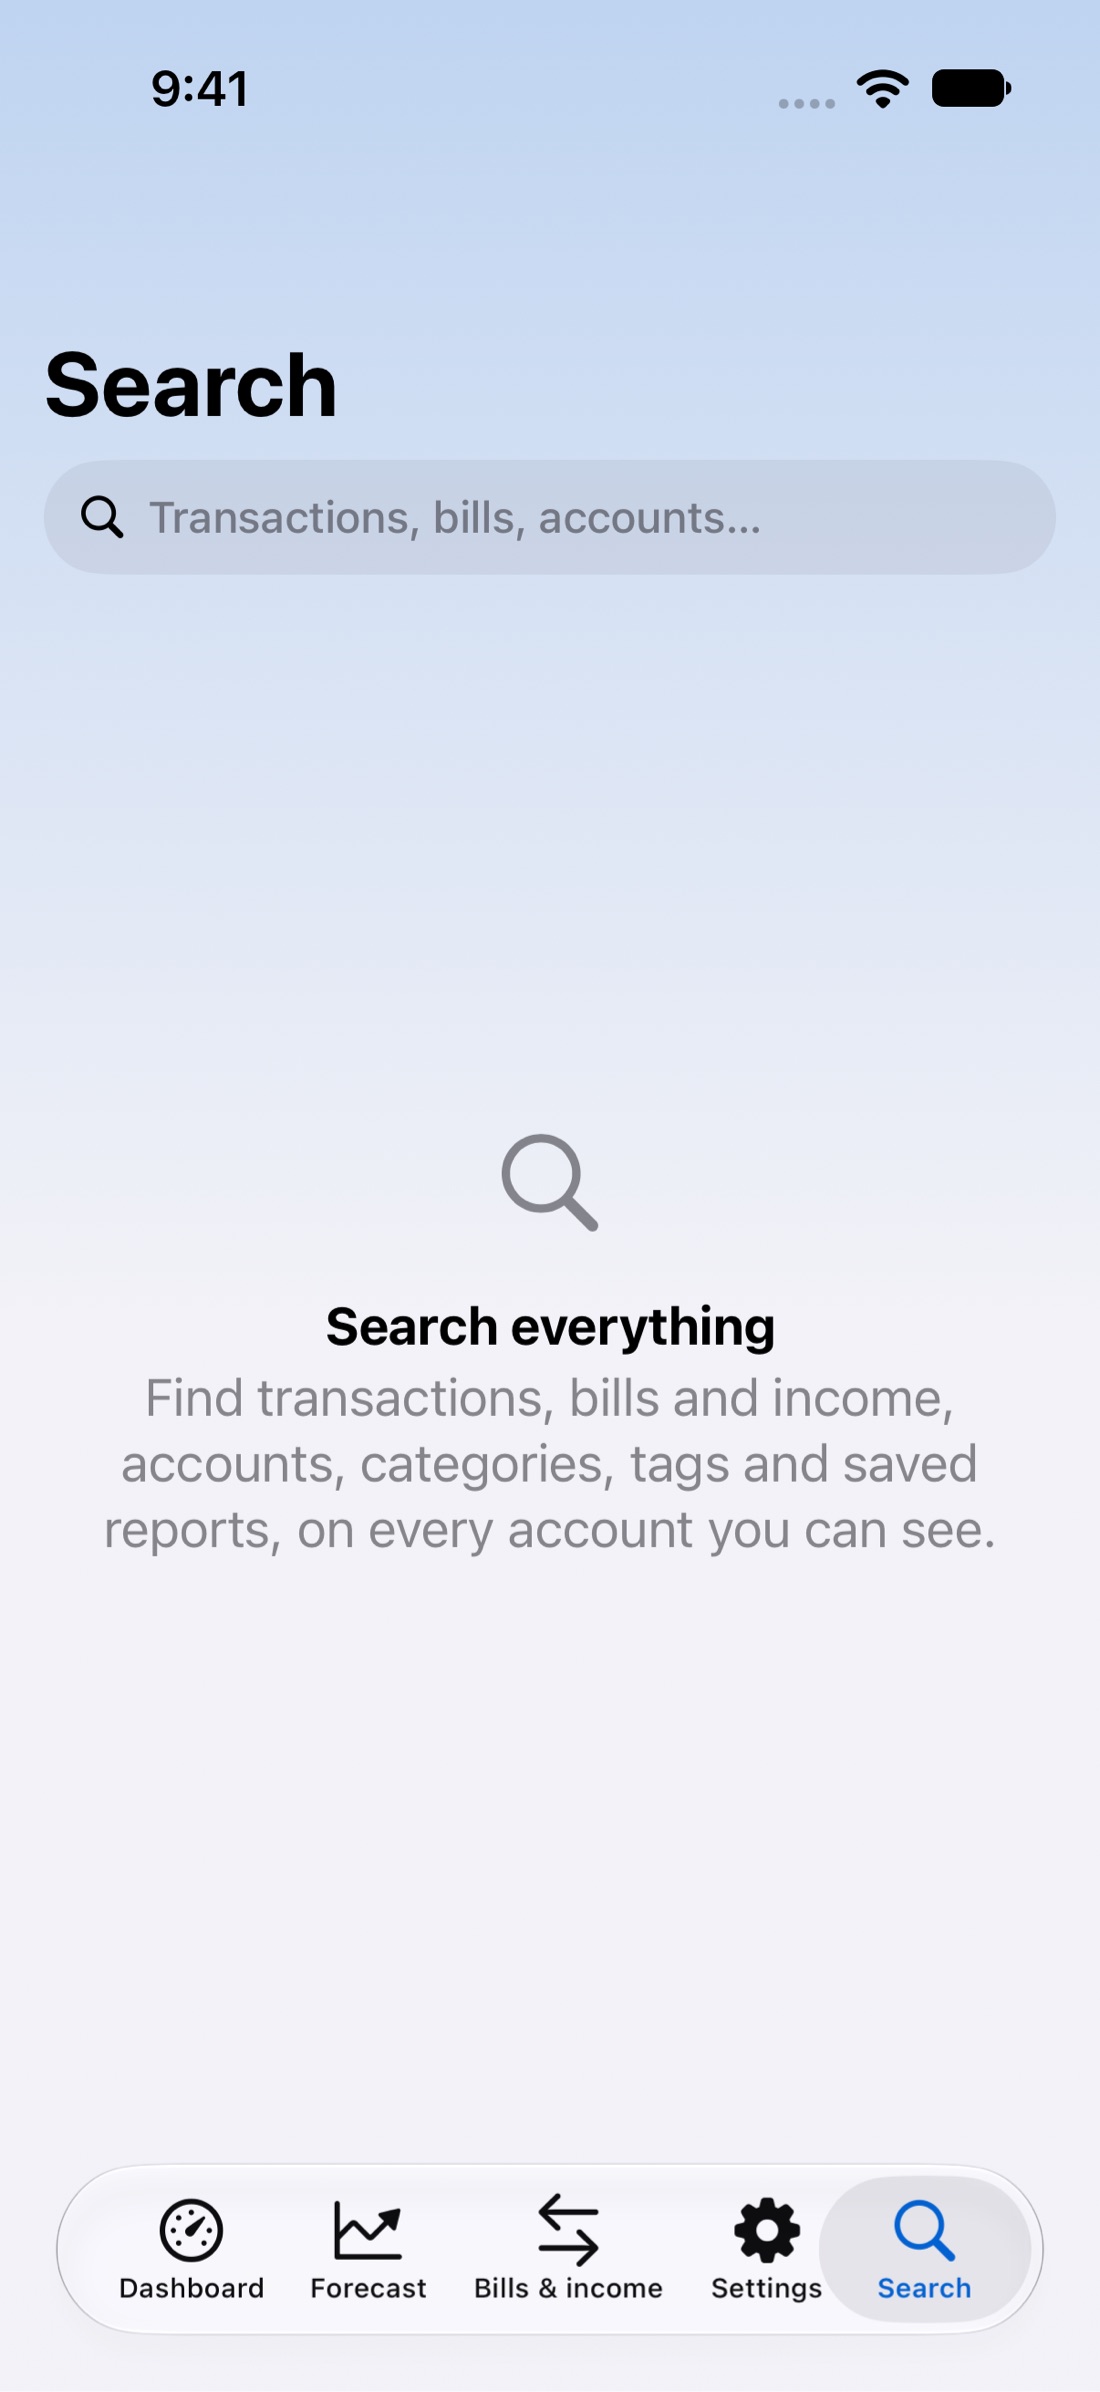 9:41
Search
Transactions, bills, accounts...
Search everything
Find transactions, bills and income,
accounts, categories, tags and saved
reports, on every account you can see.
Dashboard
Forecast
Bills & income
Settings
Search